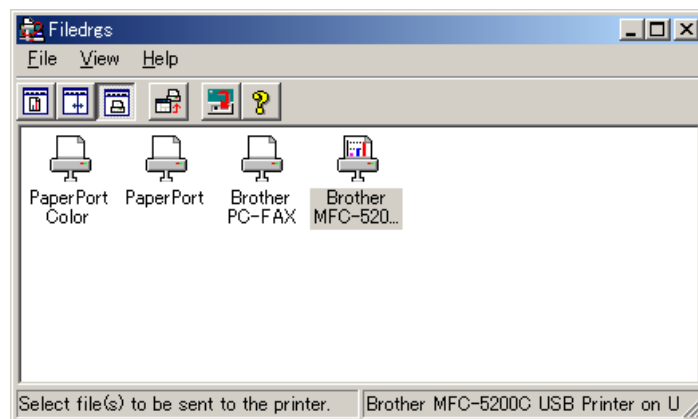 Filedrgs
File View Help
PaperPort Color
PaperPort
Brother PC-FAX
Brother MFC-520...
Select file(s) to be sent to the printer.
Brother MFC-5200C USB Printer on U